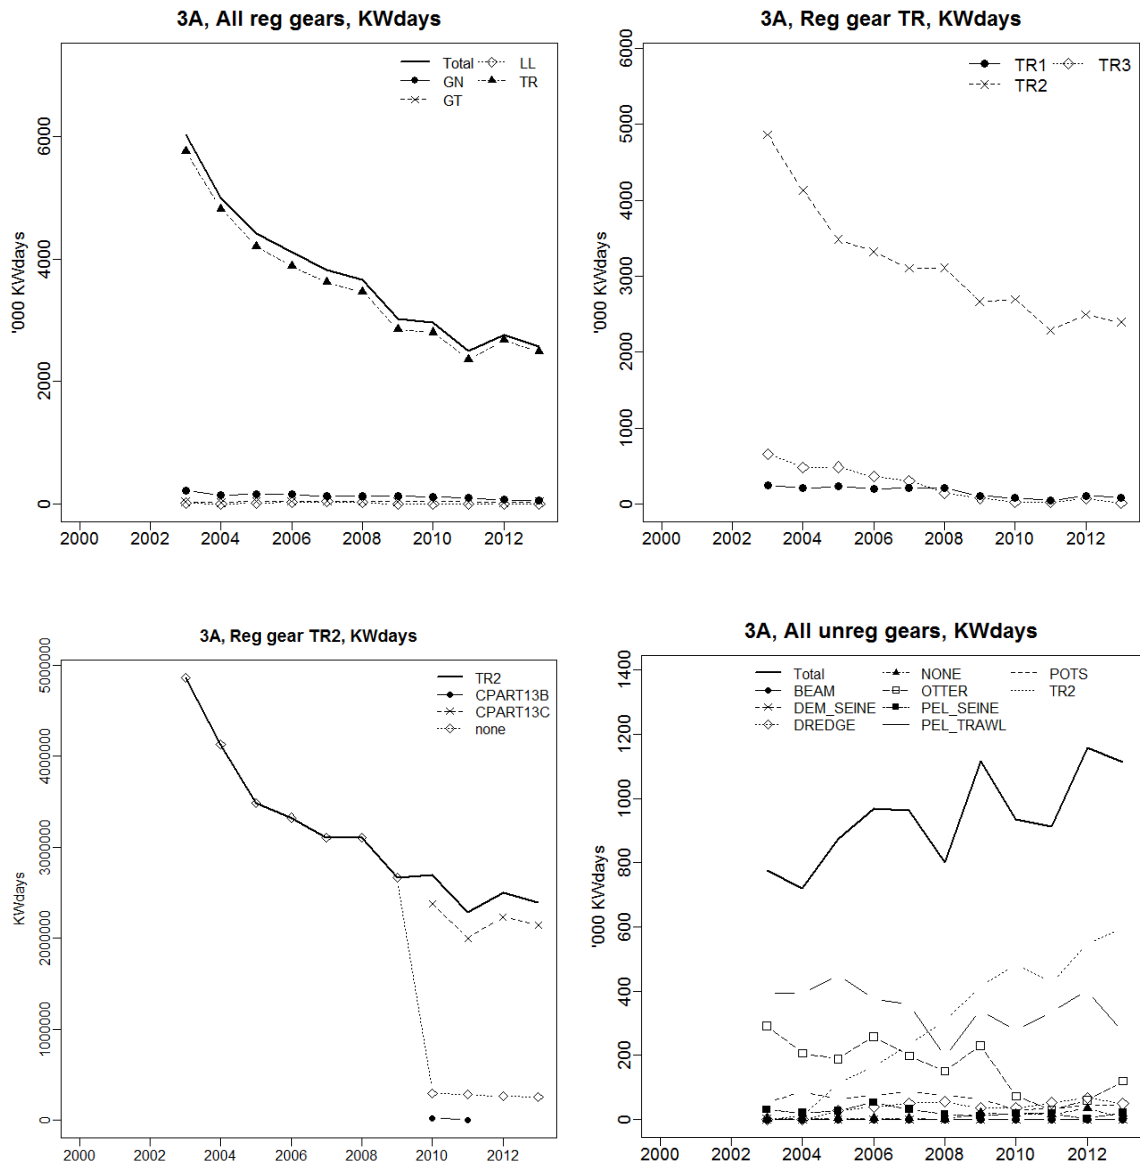 3A, All reg gears, KWdays
Total LL
GN TR
GT
'000 KWdays
6000
4000
2000
0
2000 2002 2004 2006 2008 2010 2012
3A, Reg gear TR, KWdays
TR1 TR3
TR2
'000 KWdays
6000
5000
4000
3000
2000
1000
0
2000 2002 2004 2006 2008 2010 2012
3A, Reg gear TR2, KWdays
TR2
CPART13B
CPART13C
none
KWdays
5000000
4000000
3000000
2000000
1000000
0
2000 2002 2004 2006 2008 2010 2012
3A, All unreg gears, KWdays
Total NONE POTS
BEAM OTTER TR2
DEM_SEINE PEL_SEINE
DREDGE PEL_TRAWL
'000 KWdays
1400
1200
1000
800
600
400
200
0
2000 2002 2004 2006 2008 2010 2012